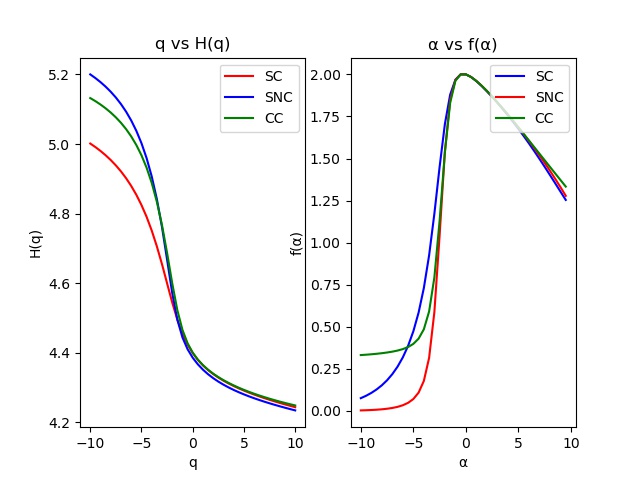 q vs H(q)
SC
SNC
CC
5.2
5.0
4.8
4.6
4.4
4.2
H(q)
−10 −5 0 5 10
q
α vs f(α)
SC
SNC
CC
2.00
1.75
1.50
1.25
1.00
0.75
0.50
0.25
0.00
f(α)
−10 −5 0 5 10
α